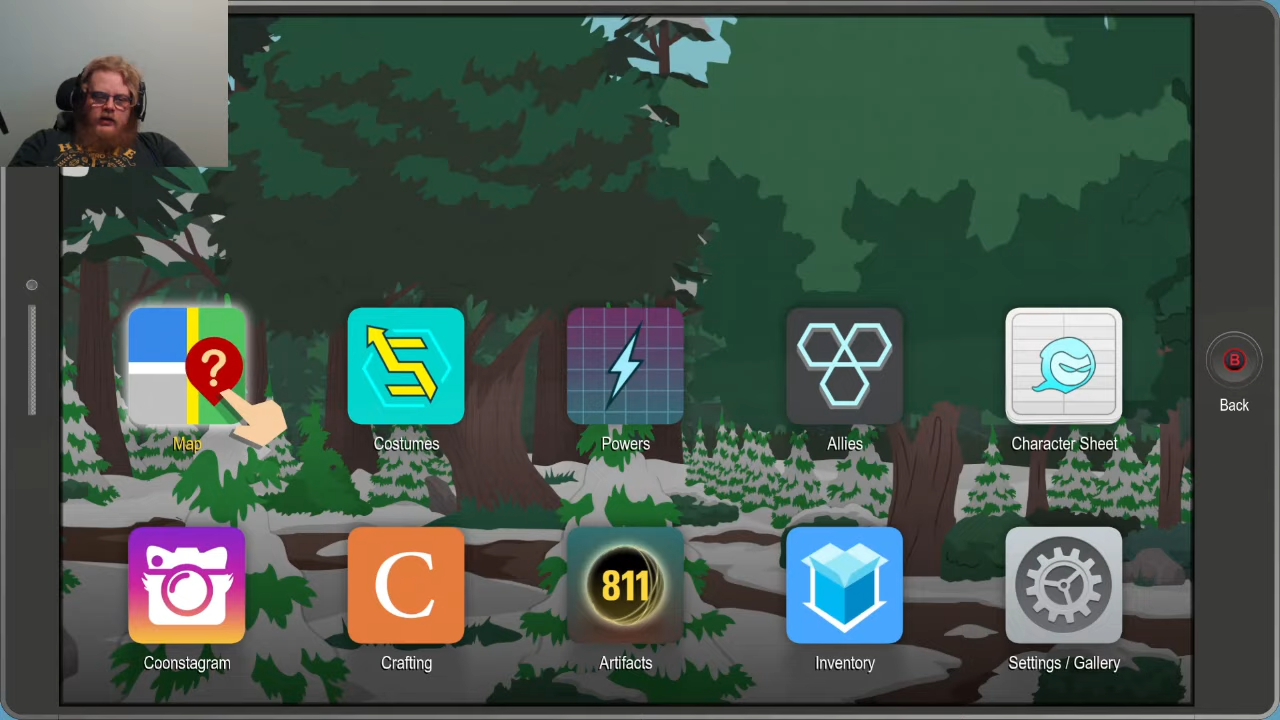 ?
B
Back
Map
Costumes
Powers
Allies
Character Sheet
C
811
Coonstagram
Crafting
Artifacts
Inventory
Settings / Gallery